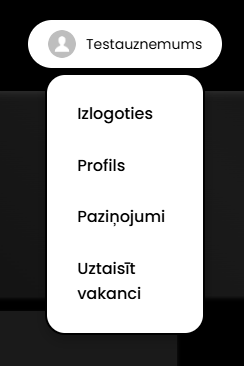 Testauznemums
Izlogoties
Profils
Paziņojumi
Uztaisīt
vakanci